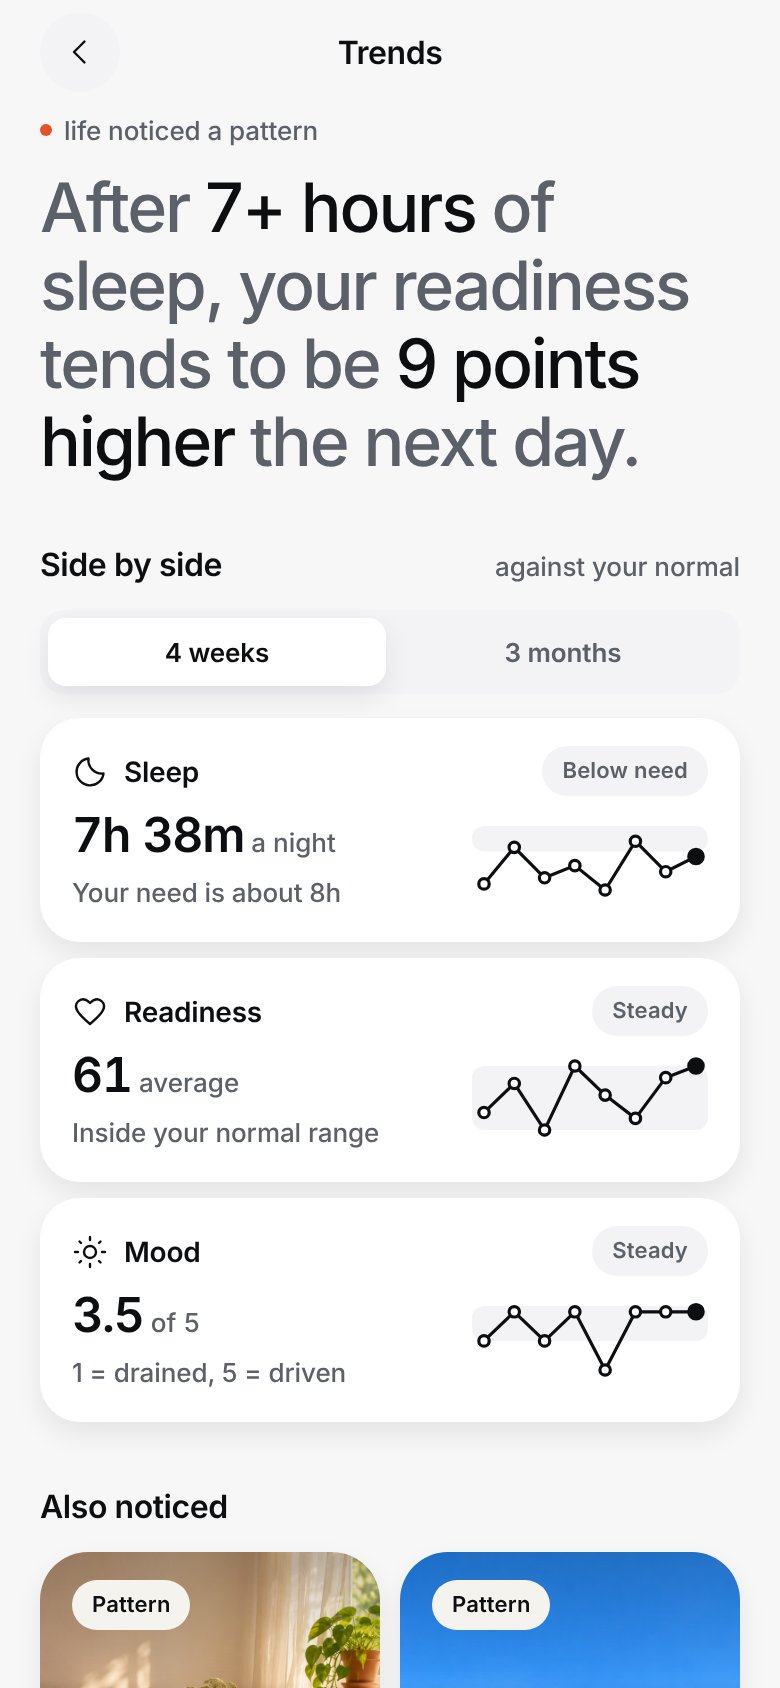 Trends
life noticed a pattern
After 7+ hours of
sleep, your readiness
tends to be 9 points
higher the next day.
Side by side
against your normal
4 weeks
3 months
Sleep
Below need
7h 38m a night
Your need is about 8h
Readiness
Steady
61 average
Inside your normal range
Mood
Steady
3.5 of 5
1 = drained, 5 = driven
Also noticed
Pattern
Pattern